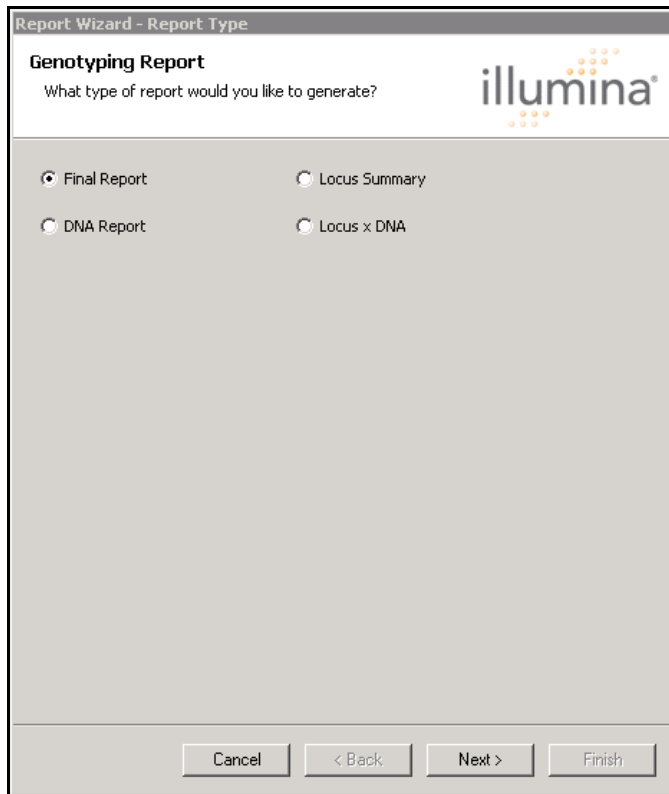 Report Wizard - Report Type
Genotyping Report
What type of report would you like to generate?
illumina®
Final Report
Locus Summary
DNA Report
Locus x DNA
Cancel
< Back
Next >
Finish